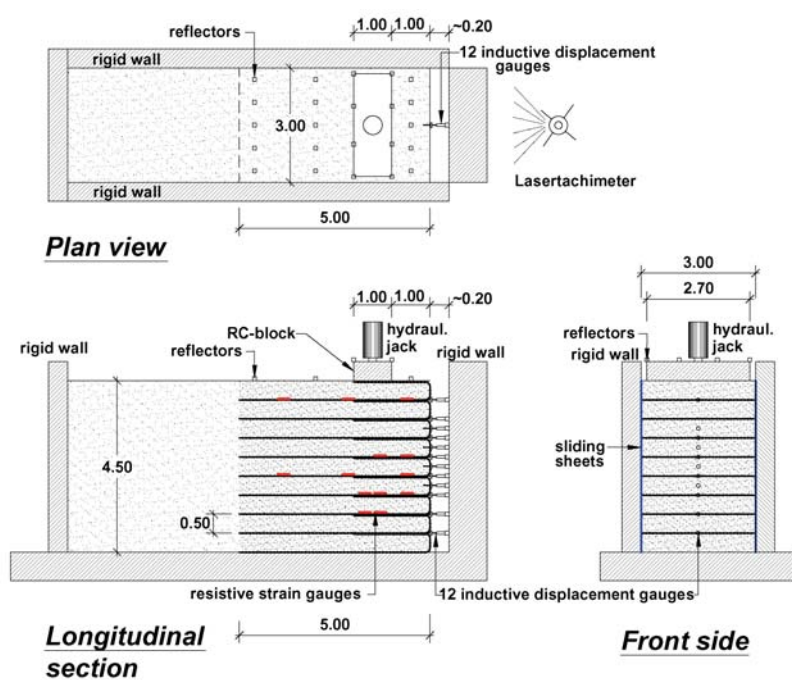 1.00 1.00 ~0.20
reflectors
12 inductive displacement
gauges
rigid wall
3.00
Lasertachimeter
rigid wall
5.00
Plan view
1.00 1.00 ~0.20
RC-block
hydraul.
jack
rigid wall
reflectors
rigid wall
4.50
0.50
resistive strain gauges
12 inductive displacement gauges
5.00
Longitudinal
section
3.00
2.70
reflectors
hydraul.
jack
rigid wall
sliding
sheets
Front side